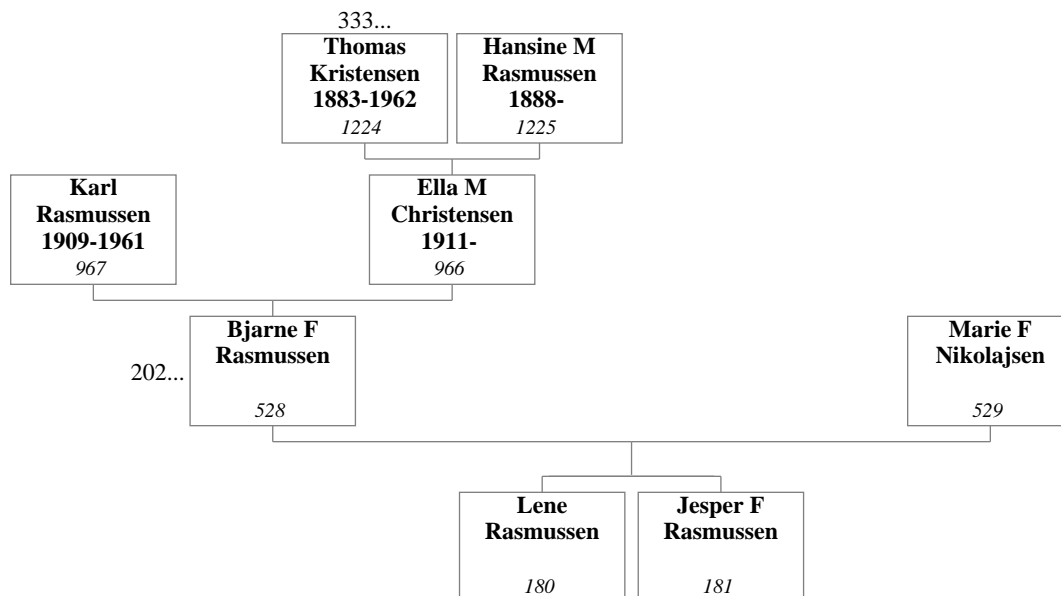 333...
Thomas
Kristensen
1883-1962
1224
Hansine M
Rasmussen
1888-
1225
Karl
Rasmussen
1909-1961
967
Ella M
Christensen
1911-
966
202...
Bjarne F
Rasmussen
528
Marie F
Nikolajsen
529
Lene
Rasmussen
180
Jesper F
Rasmussen
181